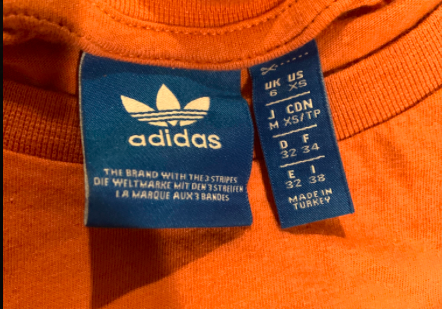 adidas
THE BRAND WITH THE 3 STRIPES
DIE WELTMARKE MIT DEN 3 STREIFEN
LA MARQUE AUX 3 BANDES
UK US
6 XS
J CDN
M XS/TP
D F
32 34
E I
32 38
MADE IN
TURKEY